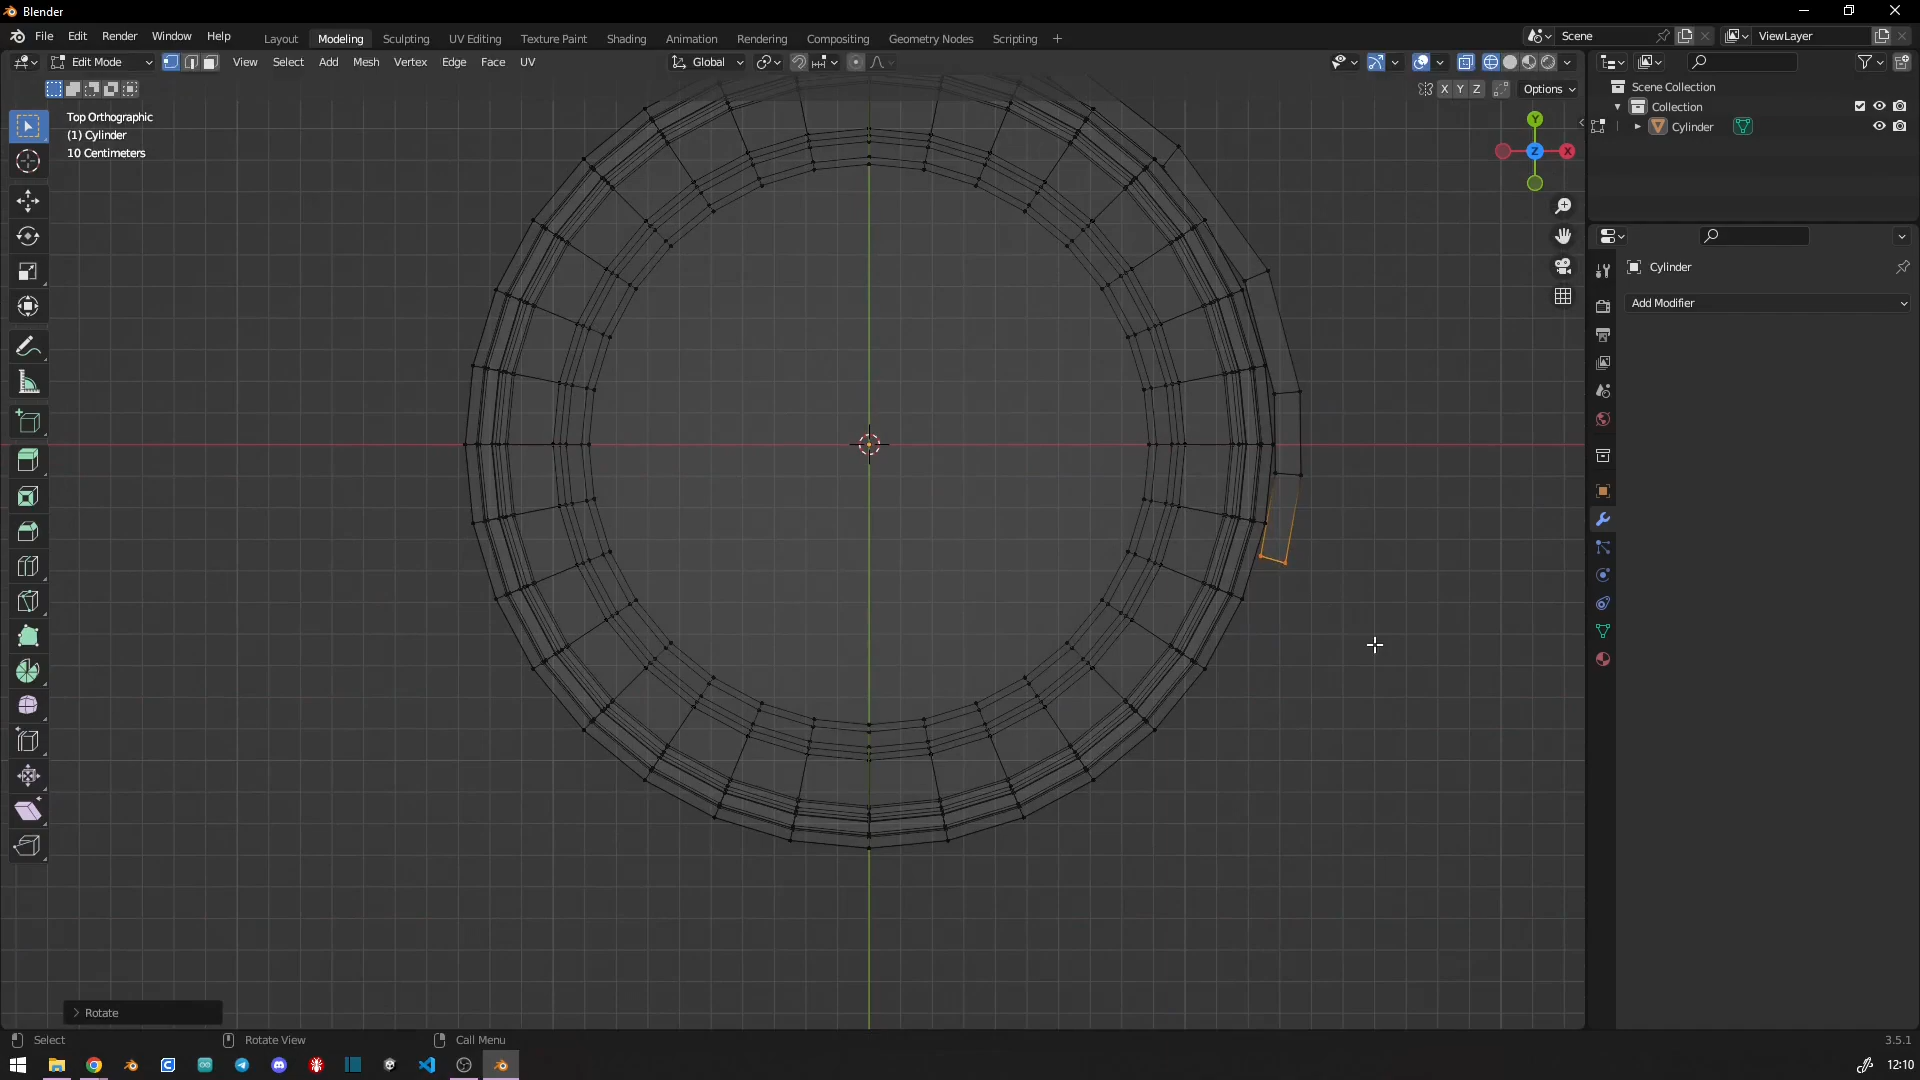 Blender
File Edit Render Window Help
Layout Modeling Sculpting UV Editing Texture Paint Shading Animation Rendering Compositing Geometry Nodes Scripting +
Scene
ViewLayer
Edit Mode
View Select Add Mesh Vertex Edge Face UV
Global
X Y Z
Options
Scene Collection
Collection
Cylinder
Top Orthographic
(1) Cylinder
10 Centimeters
Y
Z
X
Cylinder
Add Modifier
Rotate
Select
Rotate View
Call Menu
3.5.1
12:10